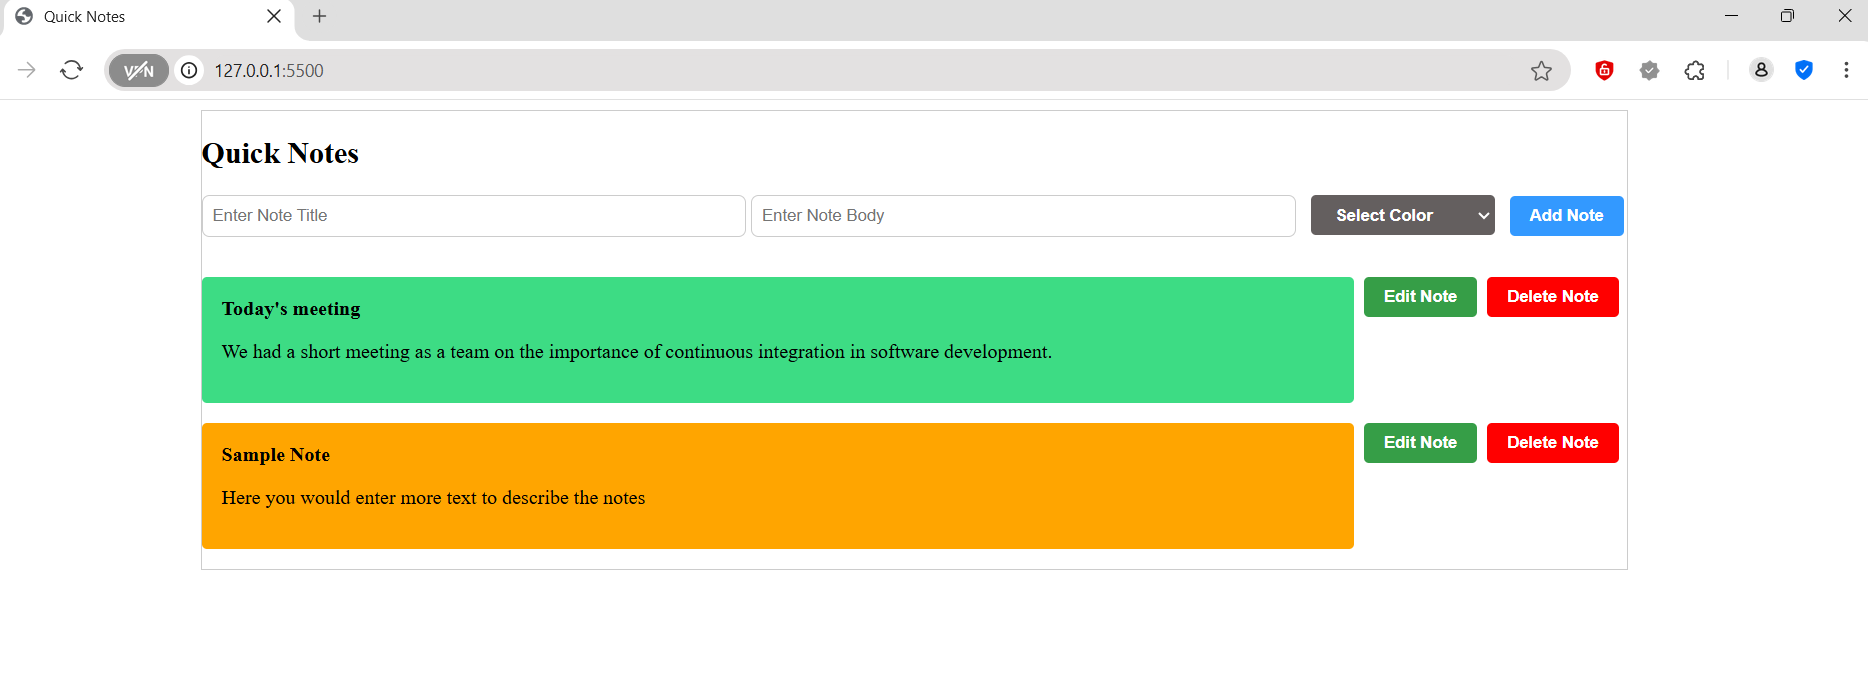 Quick Notes
VPN
127.0.0.1:5500
Quick Notes
Enter Note Title
Enter Note Body
Select Color
Add Note
Today's meeting
We had a short meeting as a team on the importance of continuous integration in software development.
Edit Note
Delete Note
Sample Note
Here you would enter more text to describe the notes
Edit Note
Delete Note